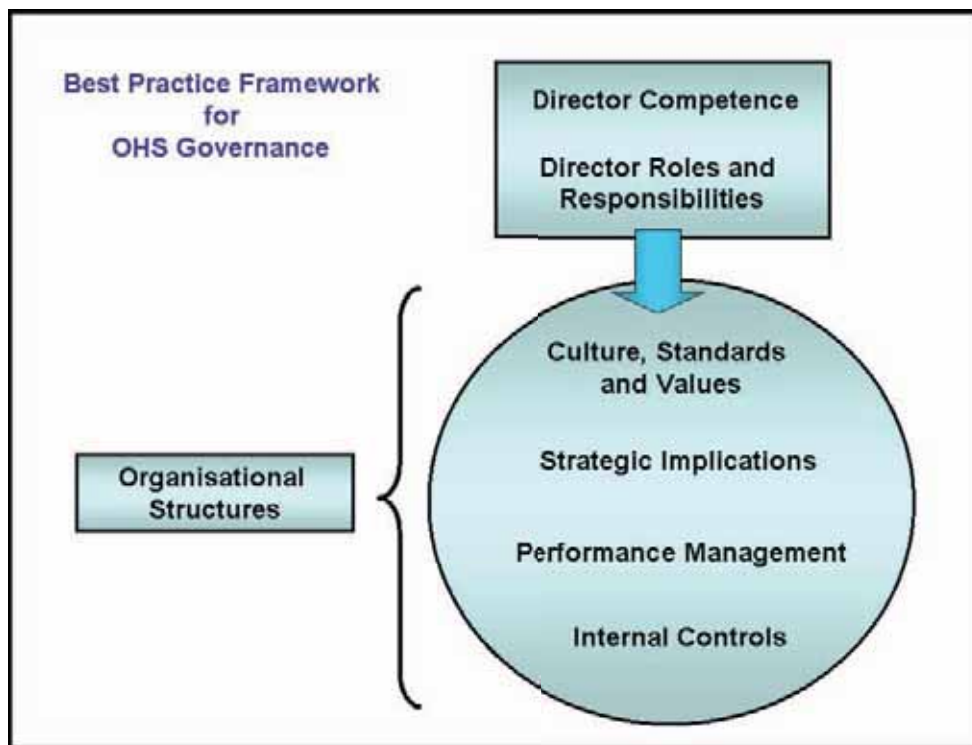 Best Practice Framework
for
OHS Governance
Director Competence
Director Roles and
Responsibilities
Culture, Standards
and Values
Strategic Implications
Performance Management
Internal Controls
Organisational
Structures